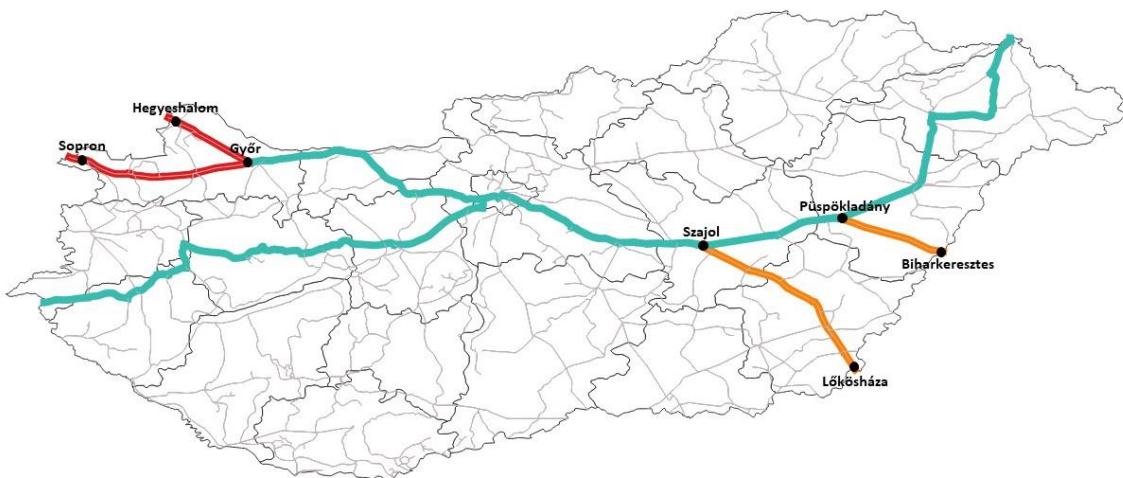 Hegyeshalom
Sopron
Győr
Püspökladány
Szajol
Biharkeresztes
Lőkösháza